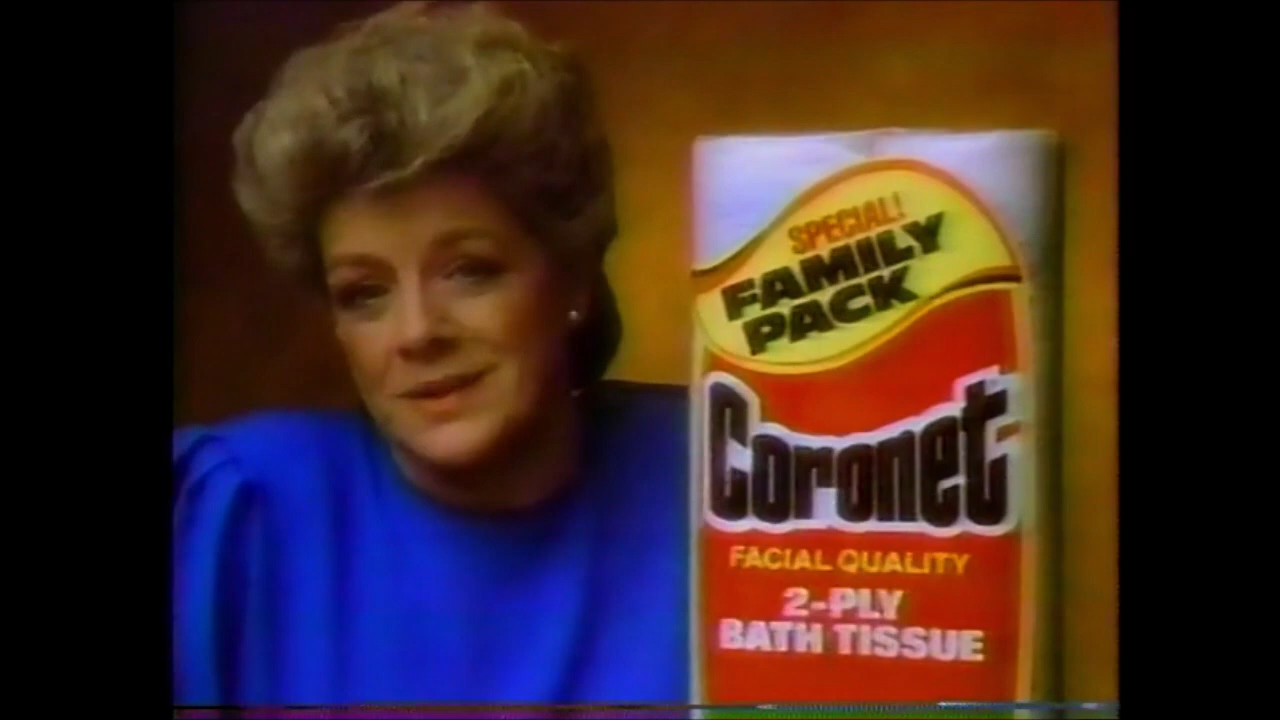 SPECIAL!
FAMILY
PACK
Coronet
FACIAL QUALITY
2-PLY
BATH TISSUE